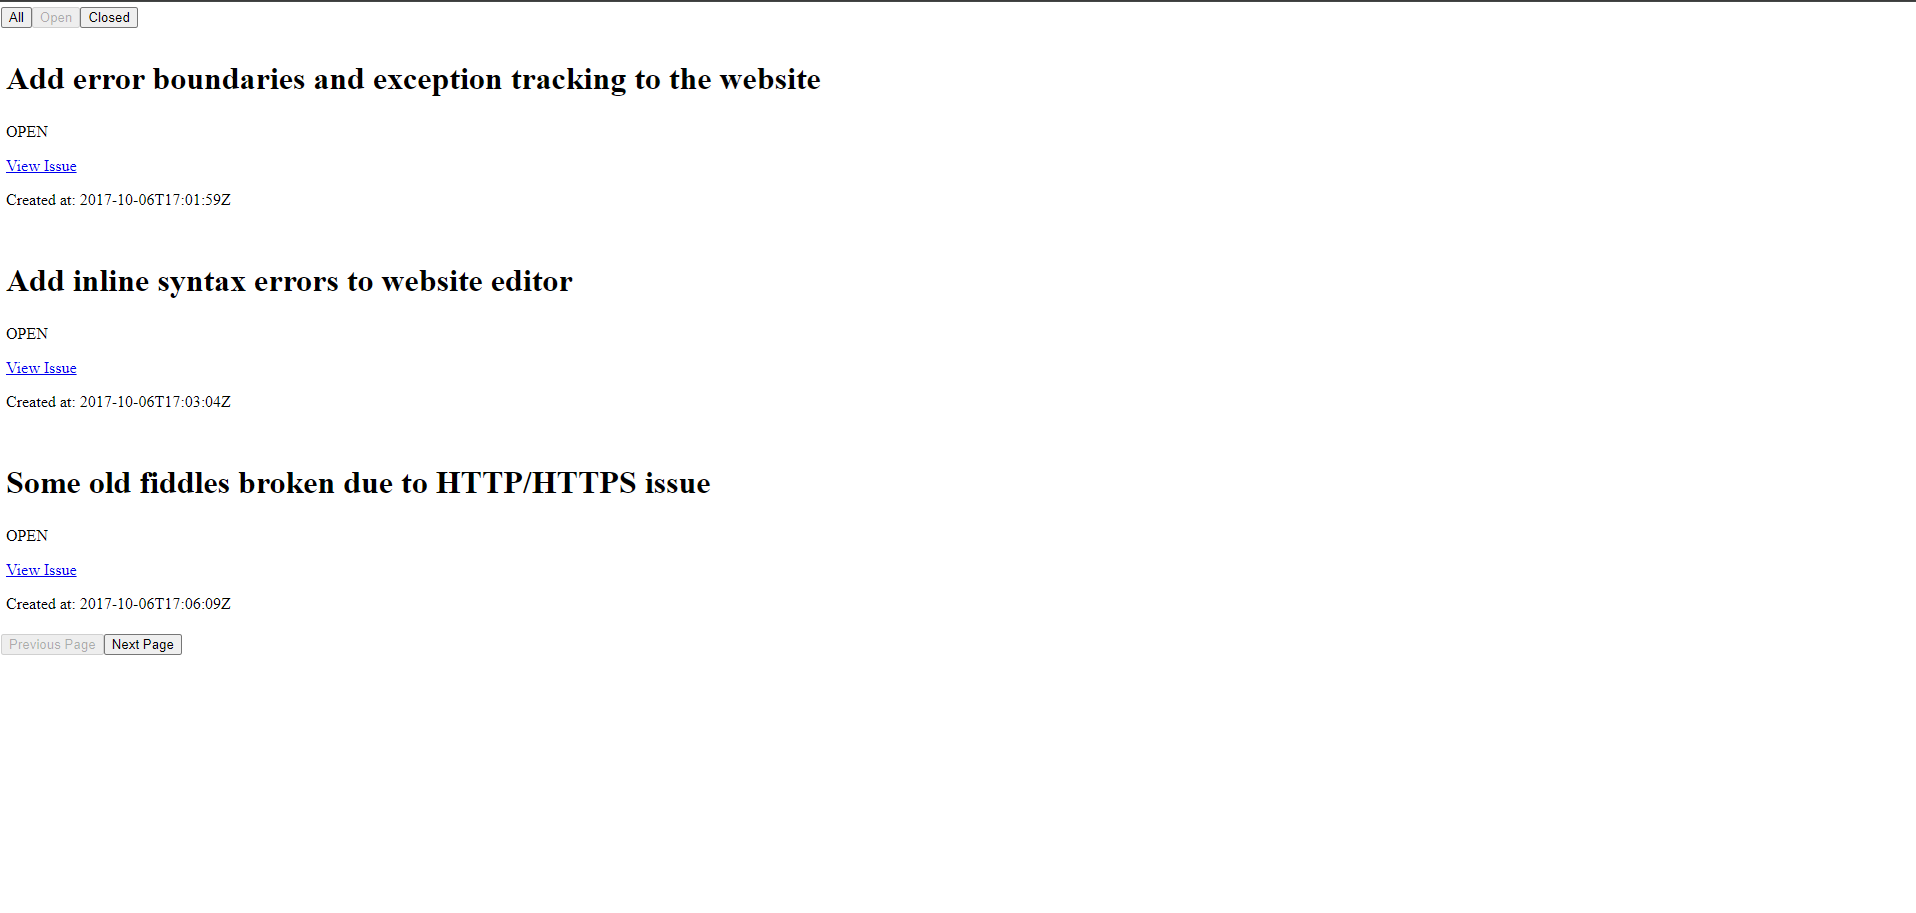 All Open Closed
Add error boundaries and exception tracking to the website
OPEN
View Issue
Created at: 2017-10-06T17:01:59Z
Add inline syntax errors to website editor
OPEN
View Issue
Created at: 2017-10-06T17:03:04Z
Some old fiddles broken due to HTTP/HTTPS issue
OPEN
View Issue
Created at: 2017-10-06T17:06:09Z
Previous Page Next Page